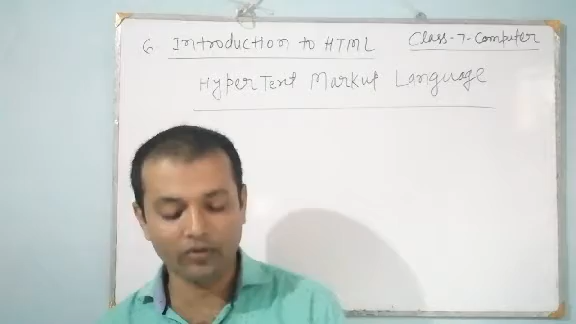 6 Introduction to HTML Class-7-Computer
HyperText Markup Language